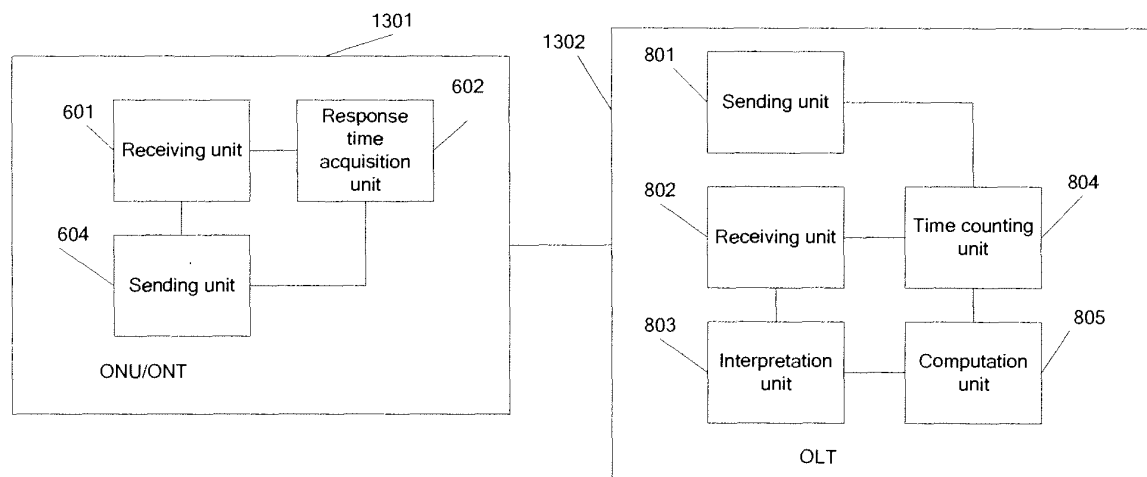 1301
601
Receiving unit
602
Response
time
acquisition
unit
604
Sending unit
ONU/ONT
1302
801
Sending unit
802
Receiving unit
804
Time counting
unit
803
Interpretation
unit
805
Computation
unit
OLT